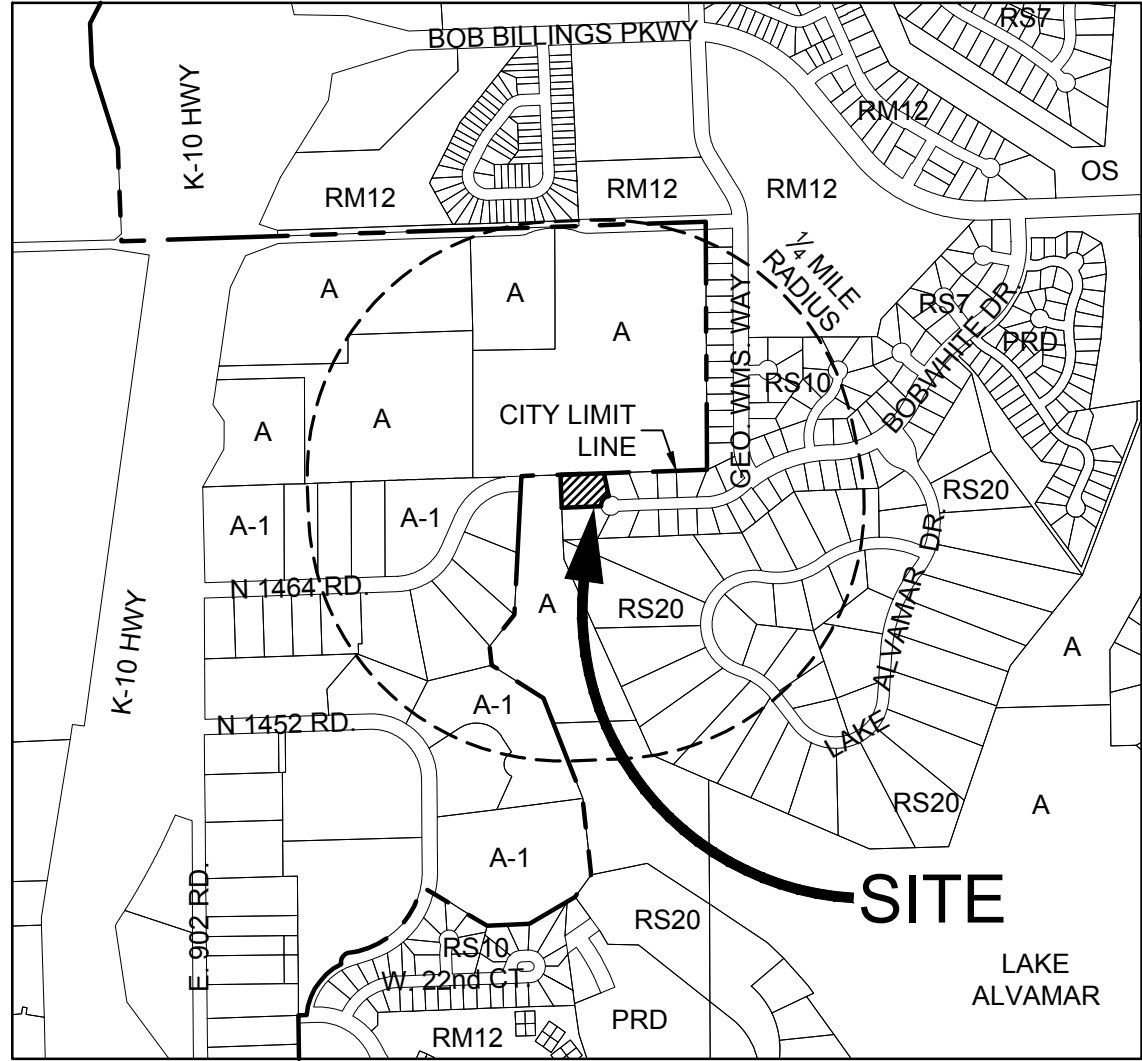 RS7
BOB BILLINGS PKWY
K-10 HWY
RM12
OS
RM12
RM12
RM12
1/4 MILE
RADIUS
A
A
A
GEO. WMS. WAY
RS7
BOBWHITE DR.
PRD
RS10
A
A
CITY LIMIT
LINE
RS20
A-1
A-1
N 1464 RD.
A
RS20
LAKE ALVAMAR DR.
A
K-10 HWY
A-1
N 1452 RD.
RS20
A
A-1
SITE
E. 902 RD.
RS20
RS10
W. 22nd CT.
LAKE
ALVAMAR
RM12
PRD